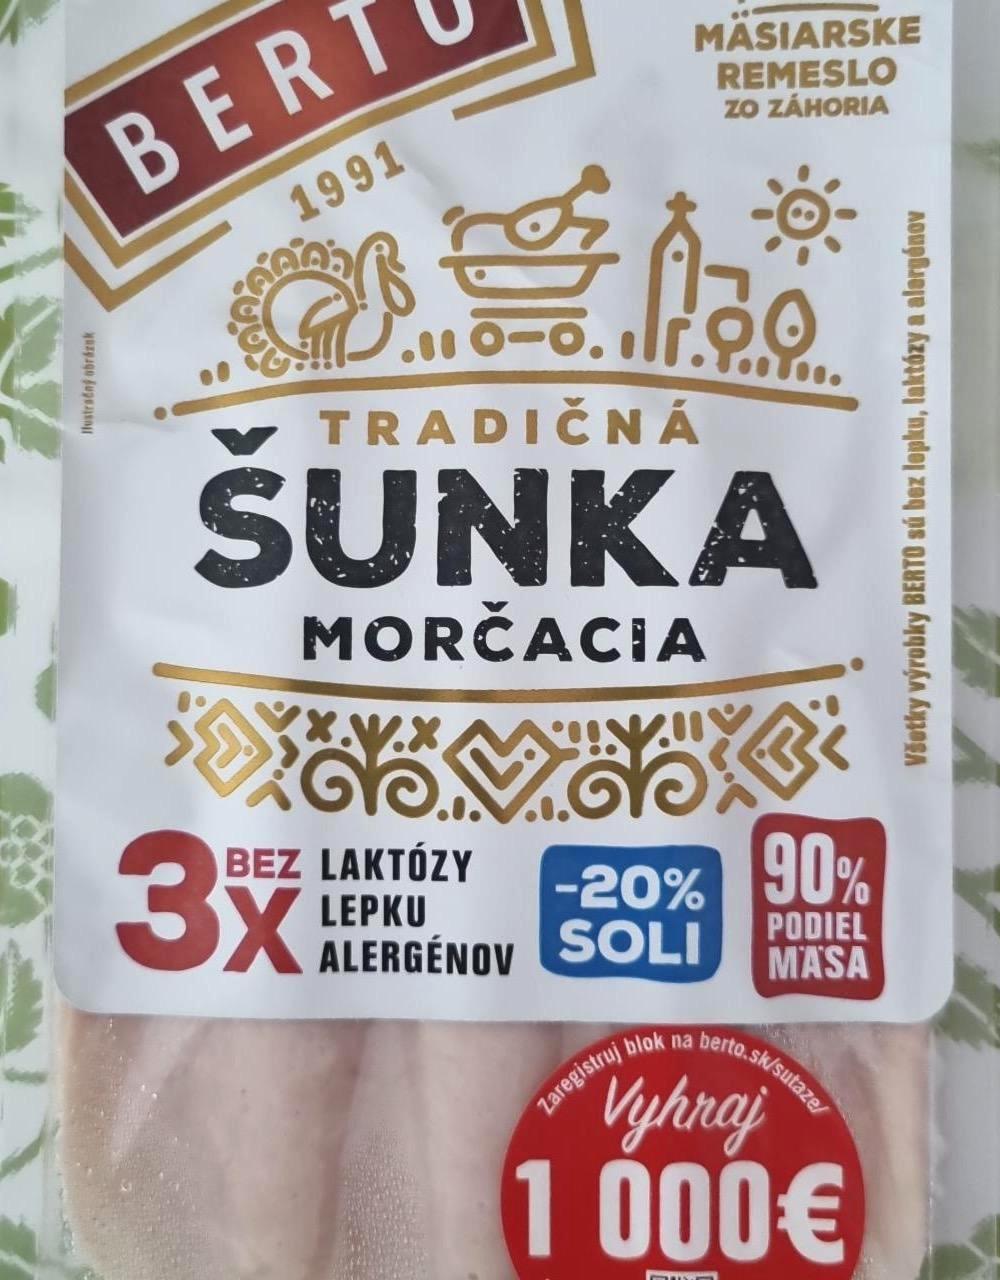 BERTO
1991
MÄSIARSKE
REMESLO
ZO ZÁHORIA
Ilustračný obrázok
TRADIČNÁ
ŠUNKA
MORČACIA
Všetky výrobky BERTO sú bez lepku, laktózy a alergénov
3X BEZ
LAKTÓZY
LEPKU
ALERGÉNOV
-20%
SOLI
90%
PODIEL
MÄSA
Zaregistruj blok na berto.sk/sutaze/
Vyhraj
1 000€